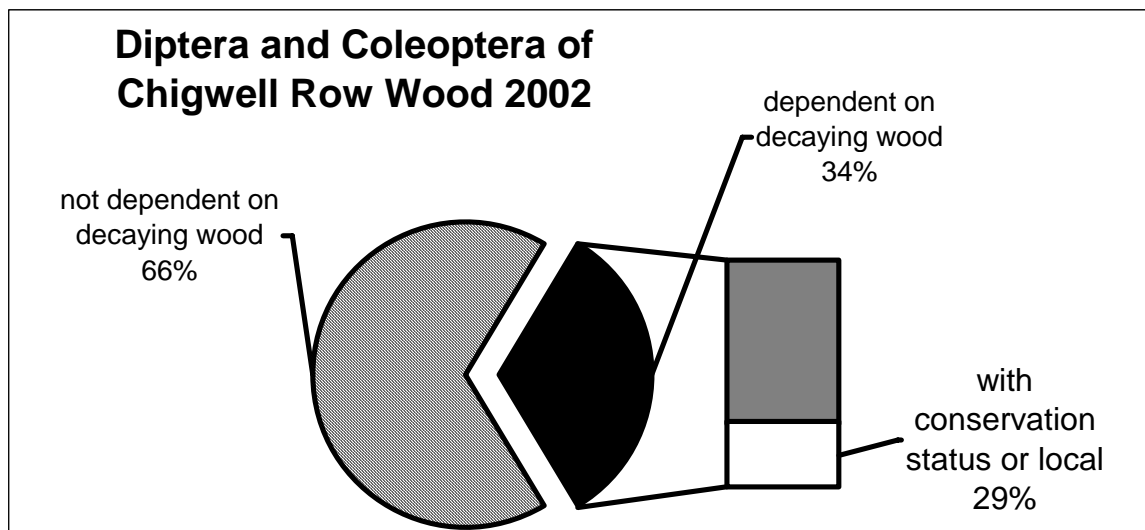 Diptera and Coleoptera of
Chigwell Row Wood 2002
dependent on
decaying wood
34%
not dependent on
decaying wood
66%
with
conservation
status or local
29%